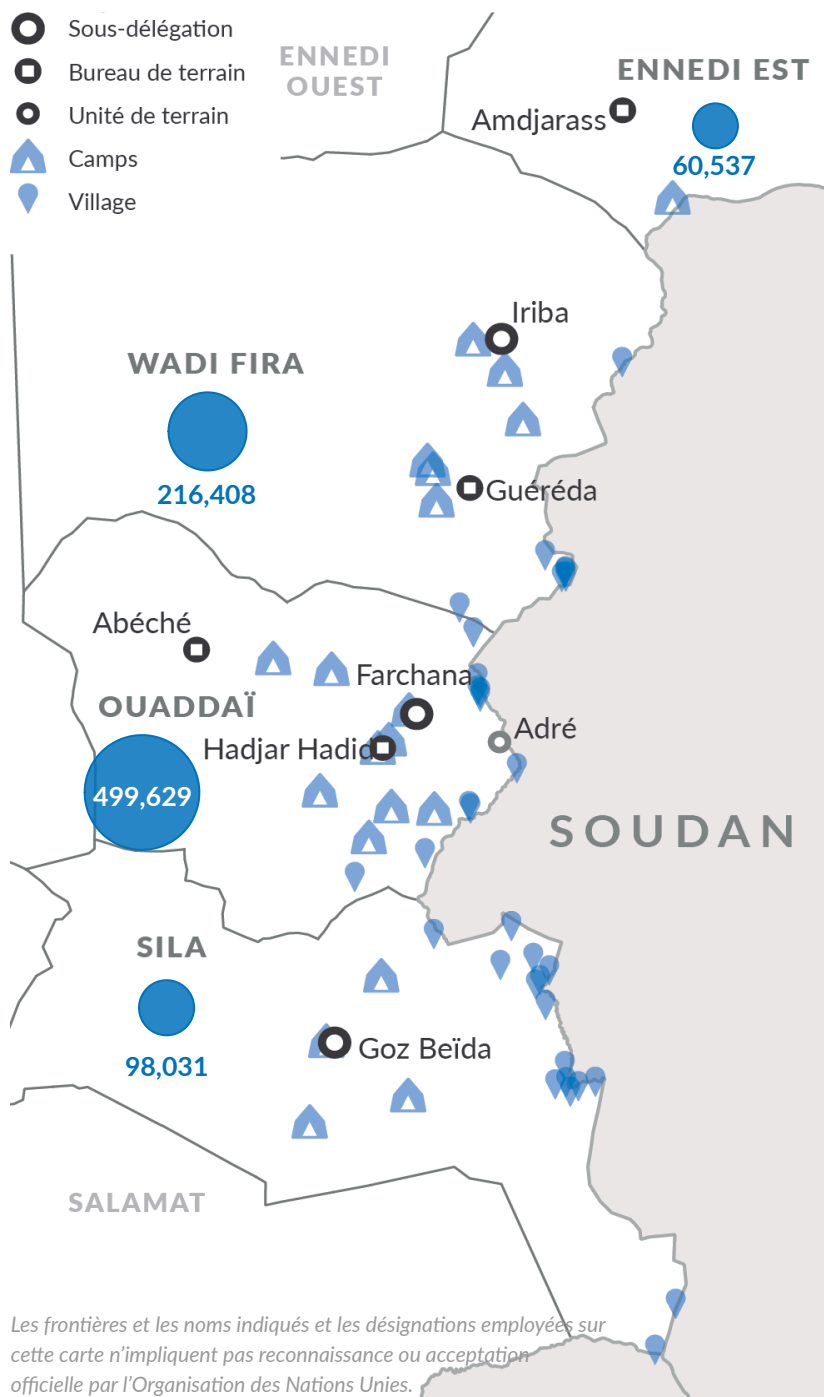 Sous-délégation
Bureau de terrain
Unité de terrain
Camps
Village
ENNEDI
OUEST
ENNEDI EST
Amdjarass
60,537
Iriba
WADI FIRA
216,408
Guéréda
Abéché
Farchana
OUADDAÏ
Adré
Hadjar Hadid
499,629
SOUDAN
SILA
98,031
Goz Beïda
SALAMAT
Les frontières et les noms indiqués et les désignations employées sur
cette carte n'impliquent pas reconnaissance ou acceptation
officielle par l'Organisation des Nations Unies.